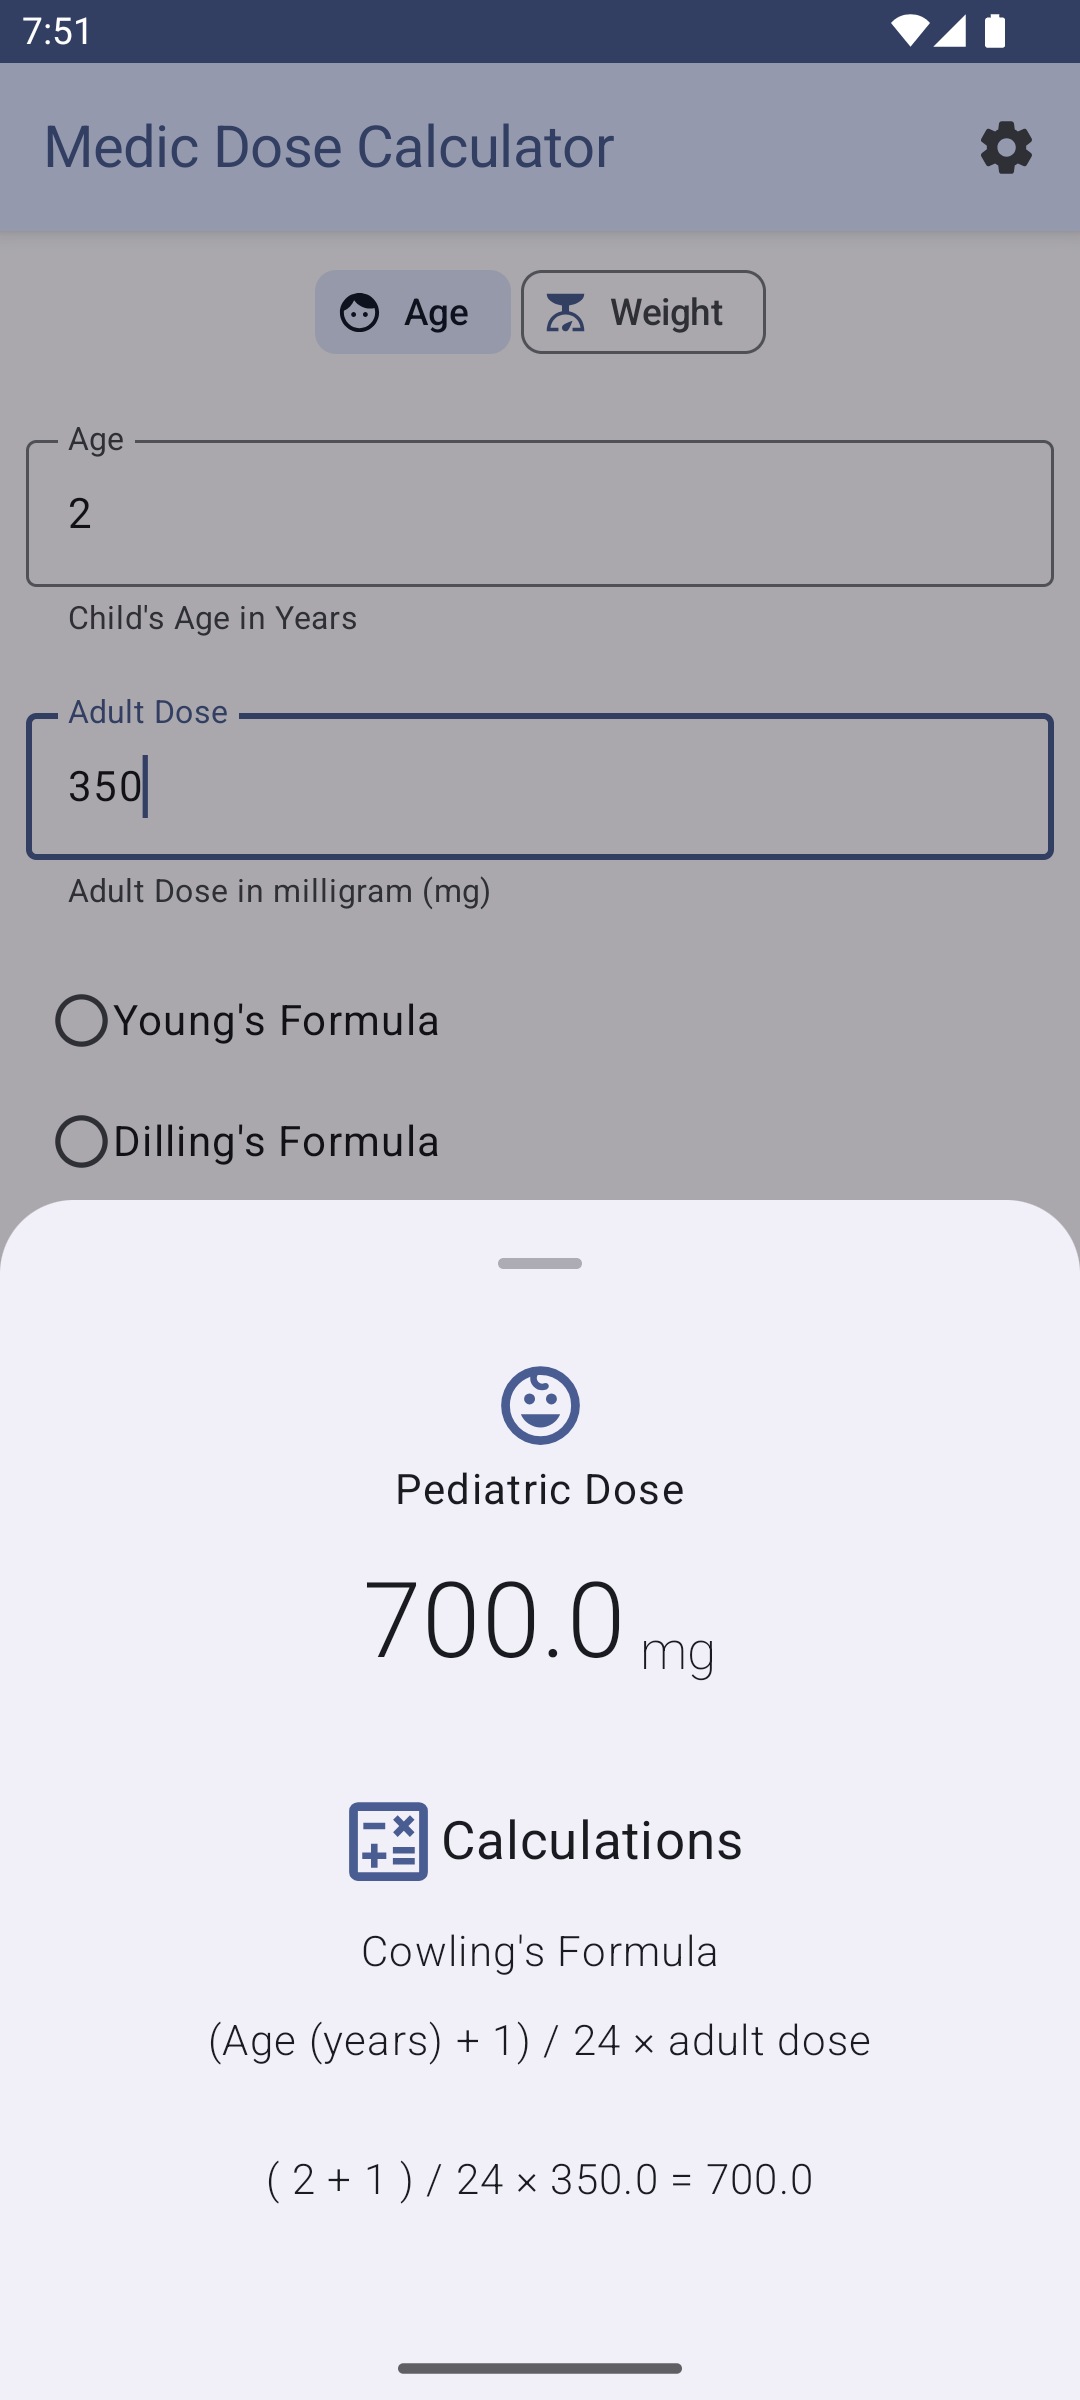 7:51
Medic Dose Calculator
Age
Weight
Age
2
Child's Age in Years
Adult Dose
350
Adult Dose in milligram (mg)
Young's Formula
Dilling's Formula
Pediatric Dose
700.0 mg
Calculations
Cowling's Formula
(Age (years) + 1) / 24 × adult dose
( 2 + 1 ) / 24 × 350.0 = 700.0